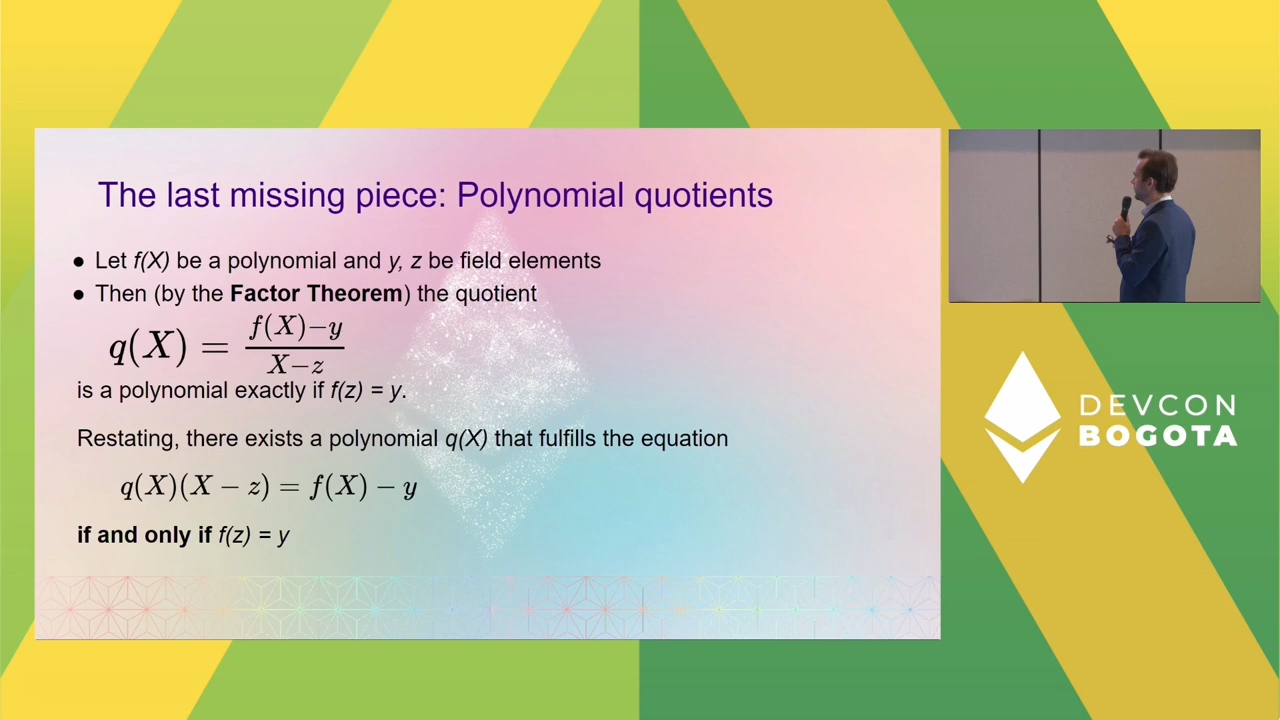 The last missing piece: Polynomial quotients
● Let f(X) be a polynomial and y, z be field elements
● Then (by the Factor Theorem) the quotient
q(X) = \frac{f(X)-y}{X-z}
is a polynomial exactly if f(z) = y.
Restating, there exists a polynomial q(X) that fulfills the equation
q(X)(X − z) = f(X) − y
if and only if f(z) = y
DEVCON
BOGOTA